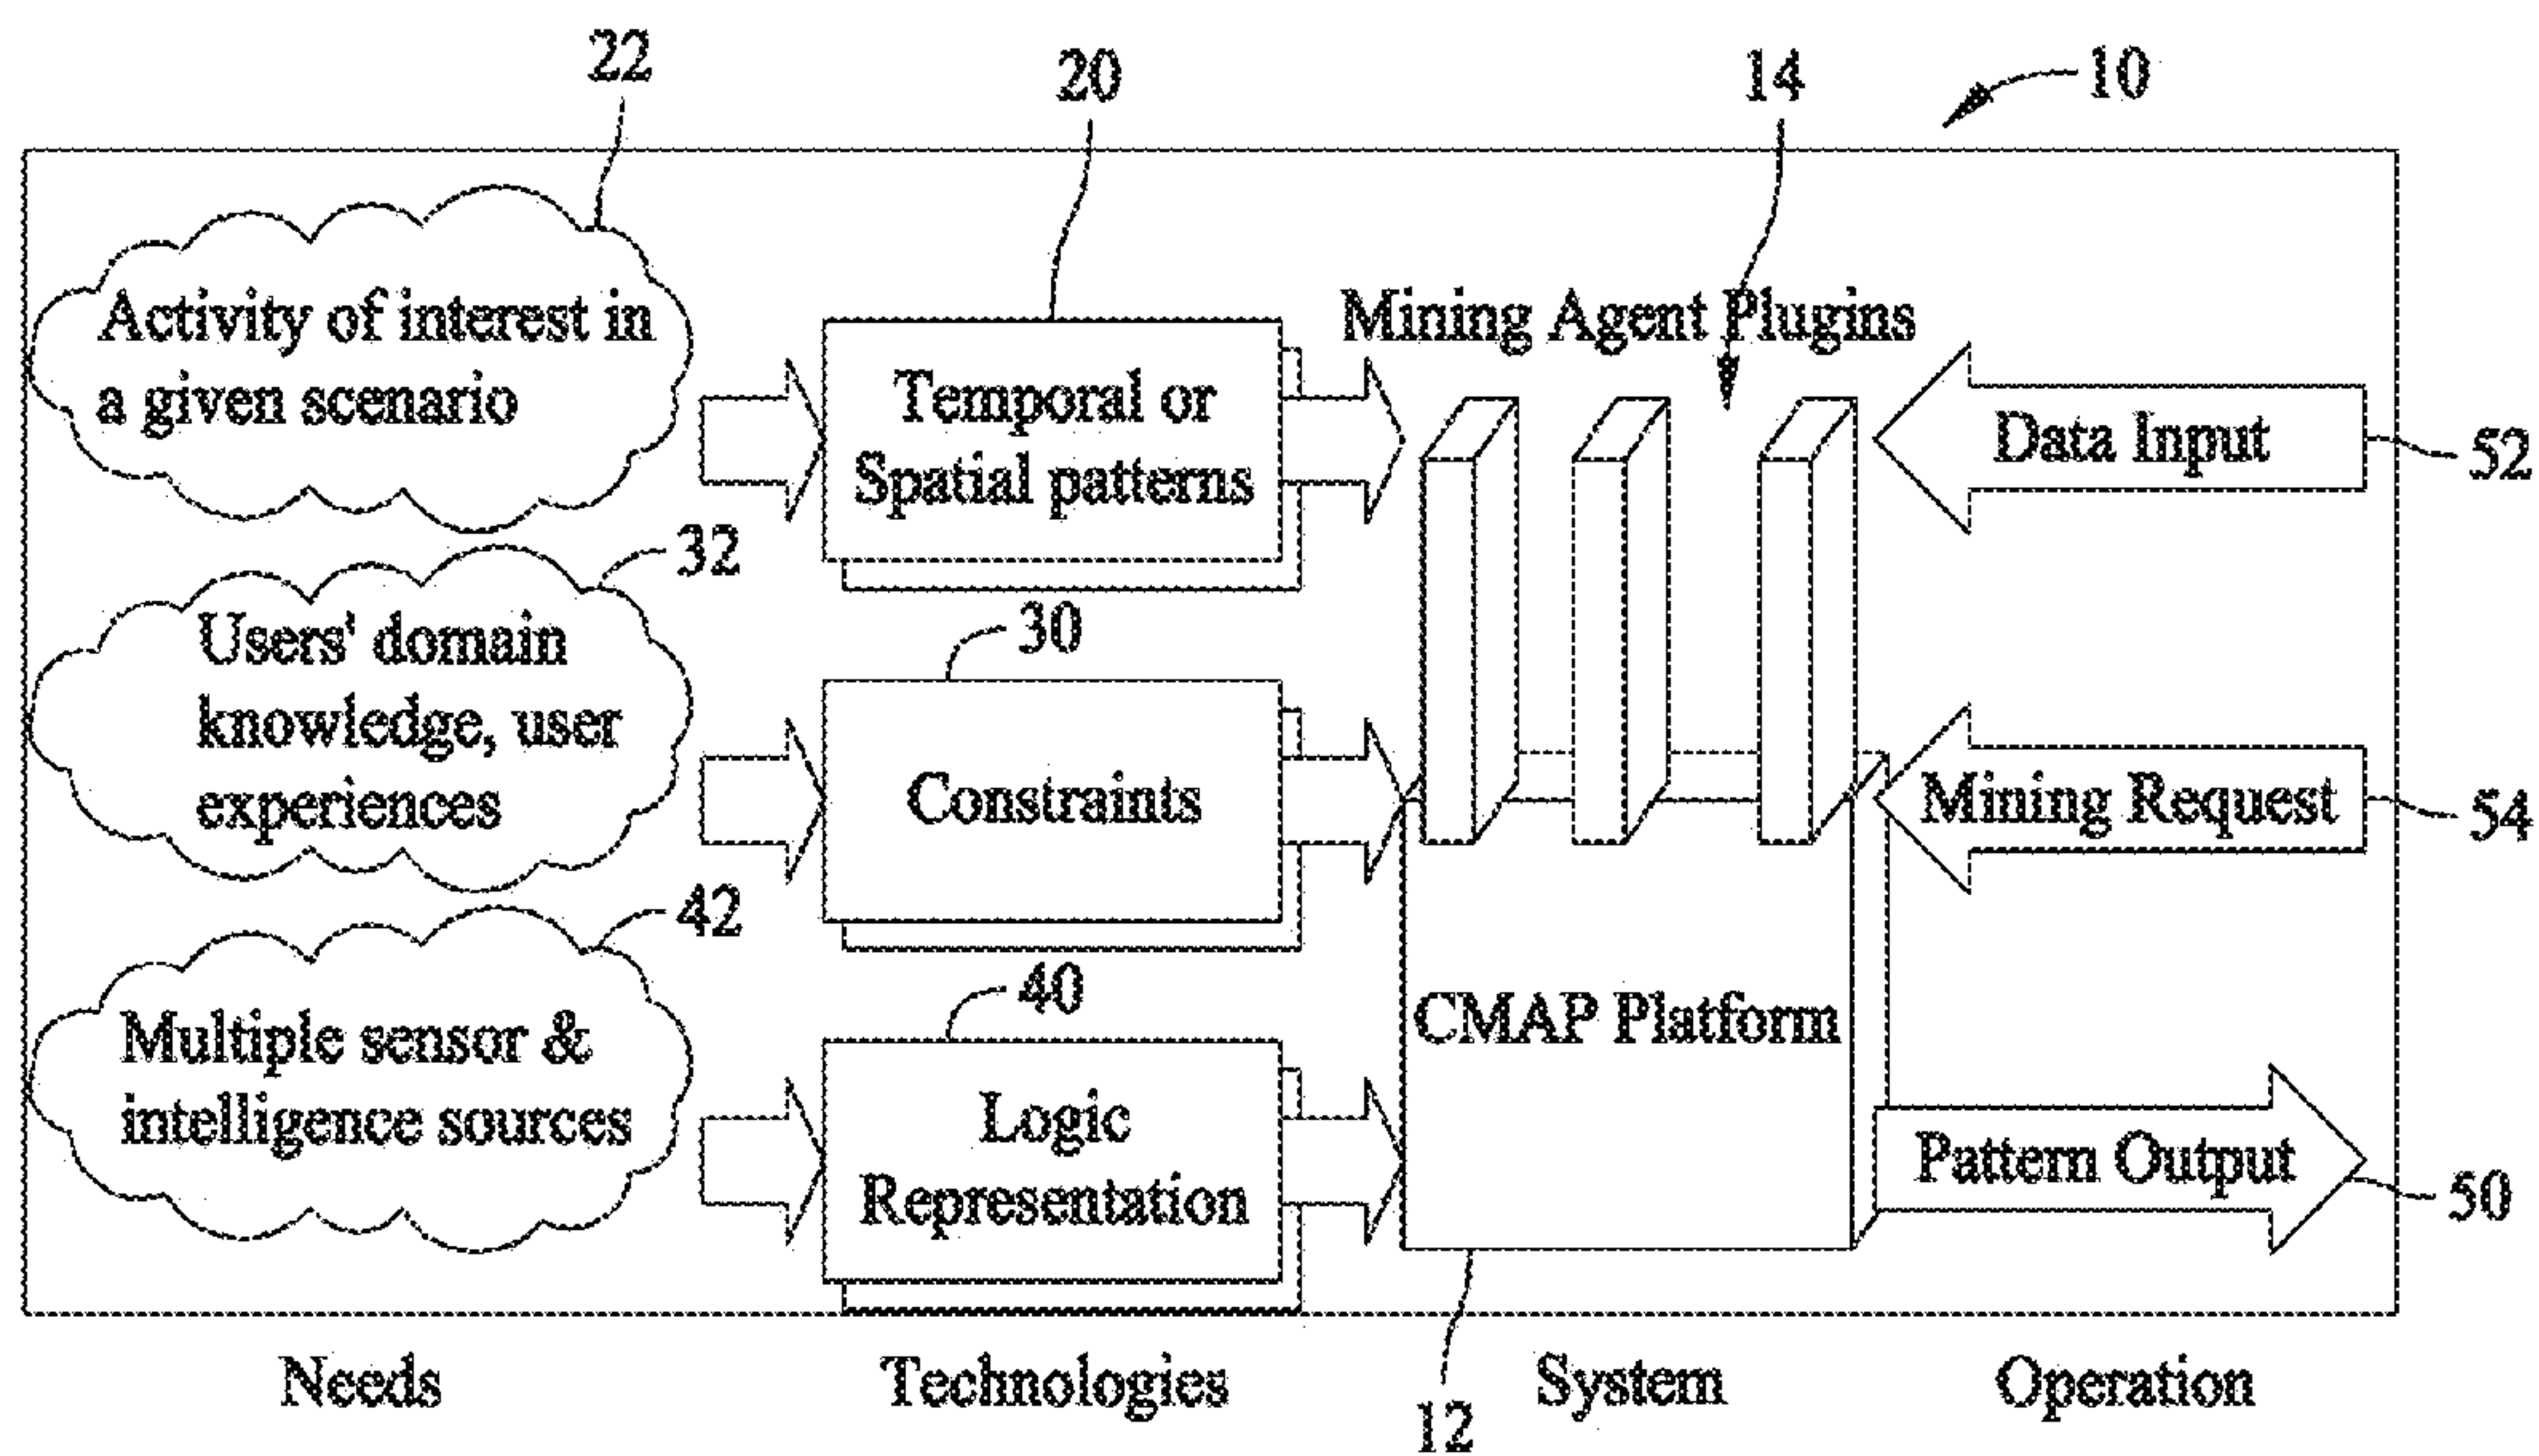 22
20
14
10
Activity of interest in
a given scenario
Temporal or
Spatial patterns
Mining Agent Plugins
Data Input
52
32
Users' domain
knowledge, user
experiences
30
Constraints
Mining Request
54
42
Multiple sensor &
intelligence sources
40
Logic
Representation
CMAP Platform
Pattern Output
50
12
Needs
Technologies
System
Operation